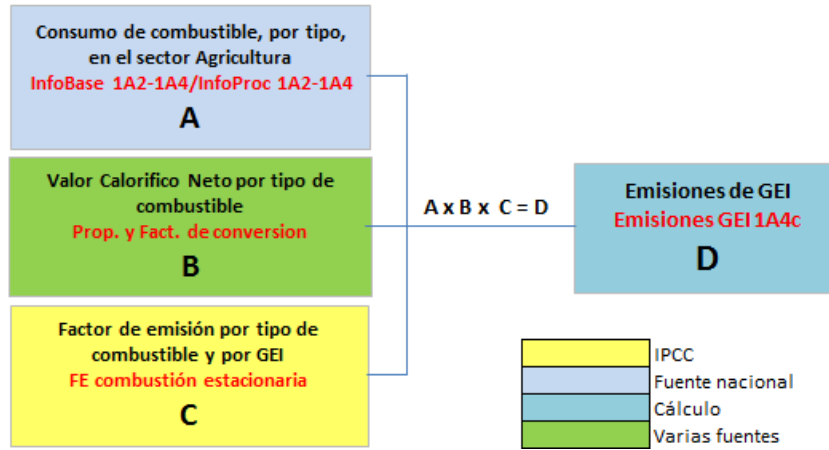 Consumo de combustible, por tipo,
en el sector Agricultura
InfoBase 1A2-1A4/InfoProc 1A2-1A4
A
Valor Calorifico Neto por tipo de
combustible
Prop. y Fact. de conversion
B
Factor de emisión por tipo de
combustible y por GEI
FE combustión estacionaria
C
A x B x C = D
Emisiones de GEI
Emisiones GEI 1A4c
D
IPCC
Fuente nacional
Cálculo
Varias fuentes